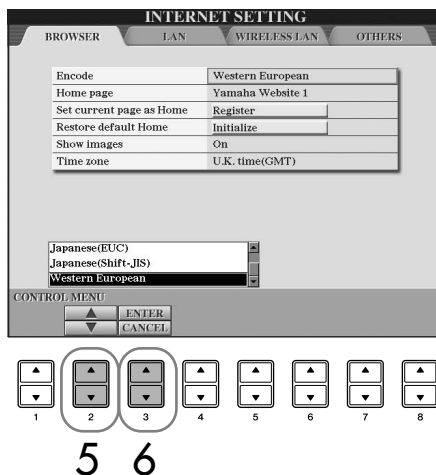 INTERNET SETTING
BROWSER LAN WIRELESS LAN OTHERS
Encode Western European
Home page Yamaha Website 1
Set current page as Home Register
Restore default Home Initialize
Show images On
Time zone U.K. time(GMT)
Japanese(EUC)
Japanese(Shift-JIS)
Western European
CONTROL MENU
ENTER
CANCEL
1 2 3 4 5 6 7 8
5 6